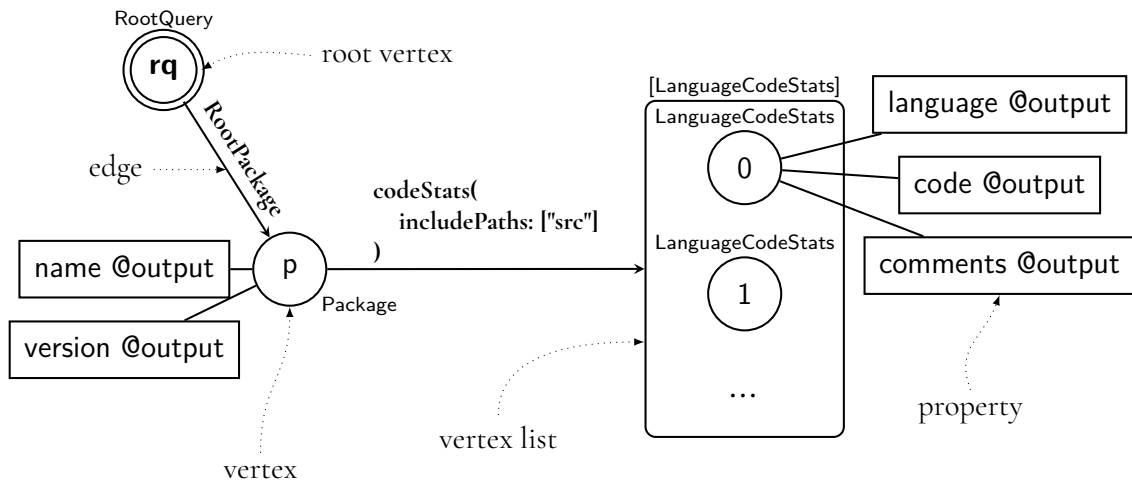 RootQuery
rq
root vertex
RootPackage
edge
codeStats(
includePaths: ["src"]
)
[LanguageCodeStats]
LanguageCodeStats
0
language @output
code @output
comments @output
LanguageCodeStats
1
...
name @output
p
Package
version @output
property
vertex list
vertex